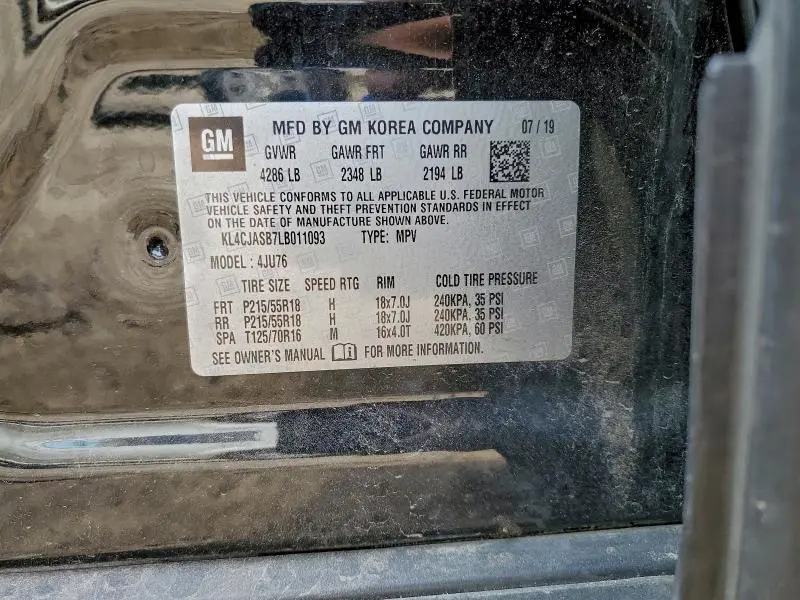 GM MFD BY GM KOREA COMPANY 07 / 19
GVWR GAWR FRT GAWR RR
4286 LB 2348 LB 2194 LB
THIS VEHICLE CONFORMS TO ALL APPLICABLE U.S. FEDERAL MOTOR
VEHICLE SAFETY AND THEFT PREVENTION STANDARDS IN EFFECT
ON THE DATE OF MANUFACTURE SHOWN ABOVE.
KL4CJASB7LB011093 TYPE: MPV
MODEL : 4JU76
TIRE SIZE SPEED RTG RIM COLD TIRE PRESSURE
FRT P215/55R18 H 18x7.0J 240KPA, 35 PSI
RR P215/55R18 H 18x7.0J 240KPA, 35 PSI
SPA T125/70R16 M 16x4.0T 420KPA, 60 PSI
SEE OWNER'S MANUAL FOR MORE INFORMATION.